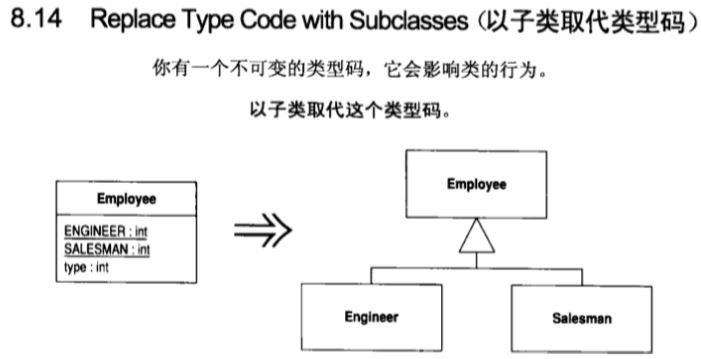 8.14 Replace Type Code with Subclasses（以子类取代类型码）
你有一个不可变的类型码，它会影响类的行为。
以子类取代这个类型码。
Employee
ENGINEER : int
SALESMAN : int
type : int
Employee
Engineer
Salesman